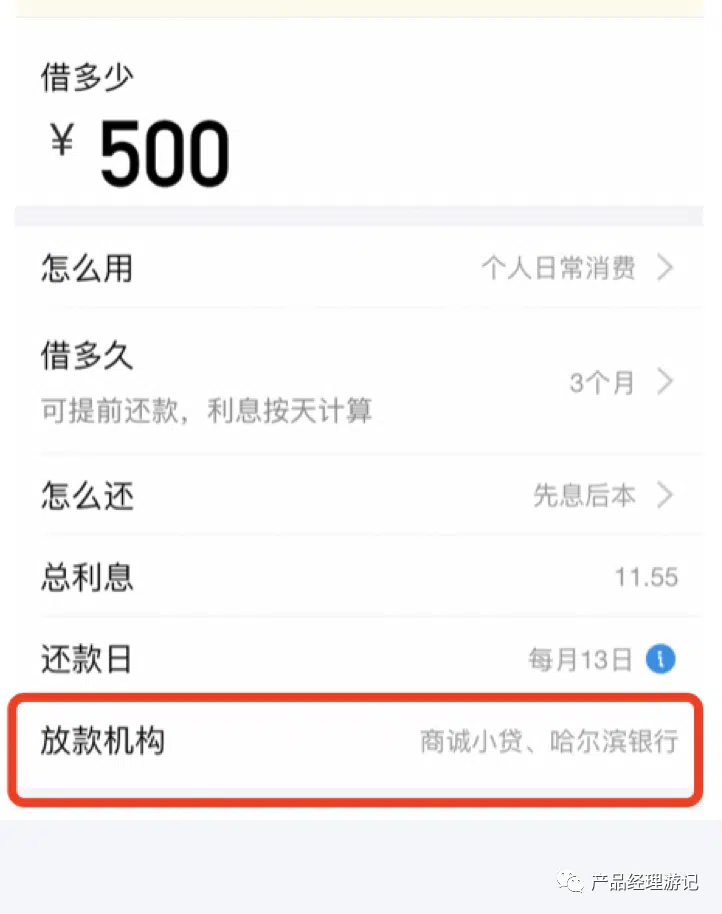 借多少
¥ 500
怎么用 个人日常消费
借多久
3个月
可提前还款，利息按天计算
怎么还 先息后本
总利息 11.55
还款日 每月13日
放款机构 商诚小贷、哈尔滨银行
产品经理游记